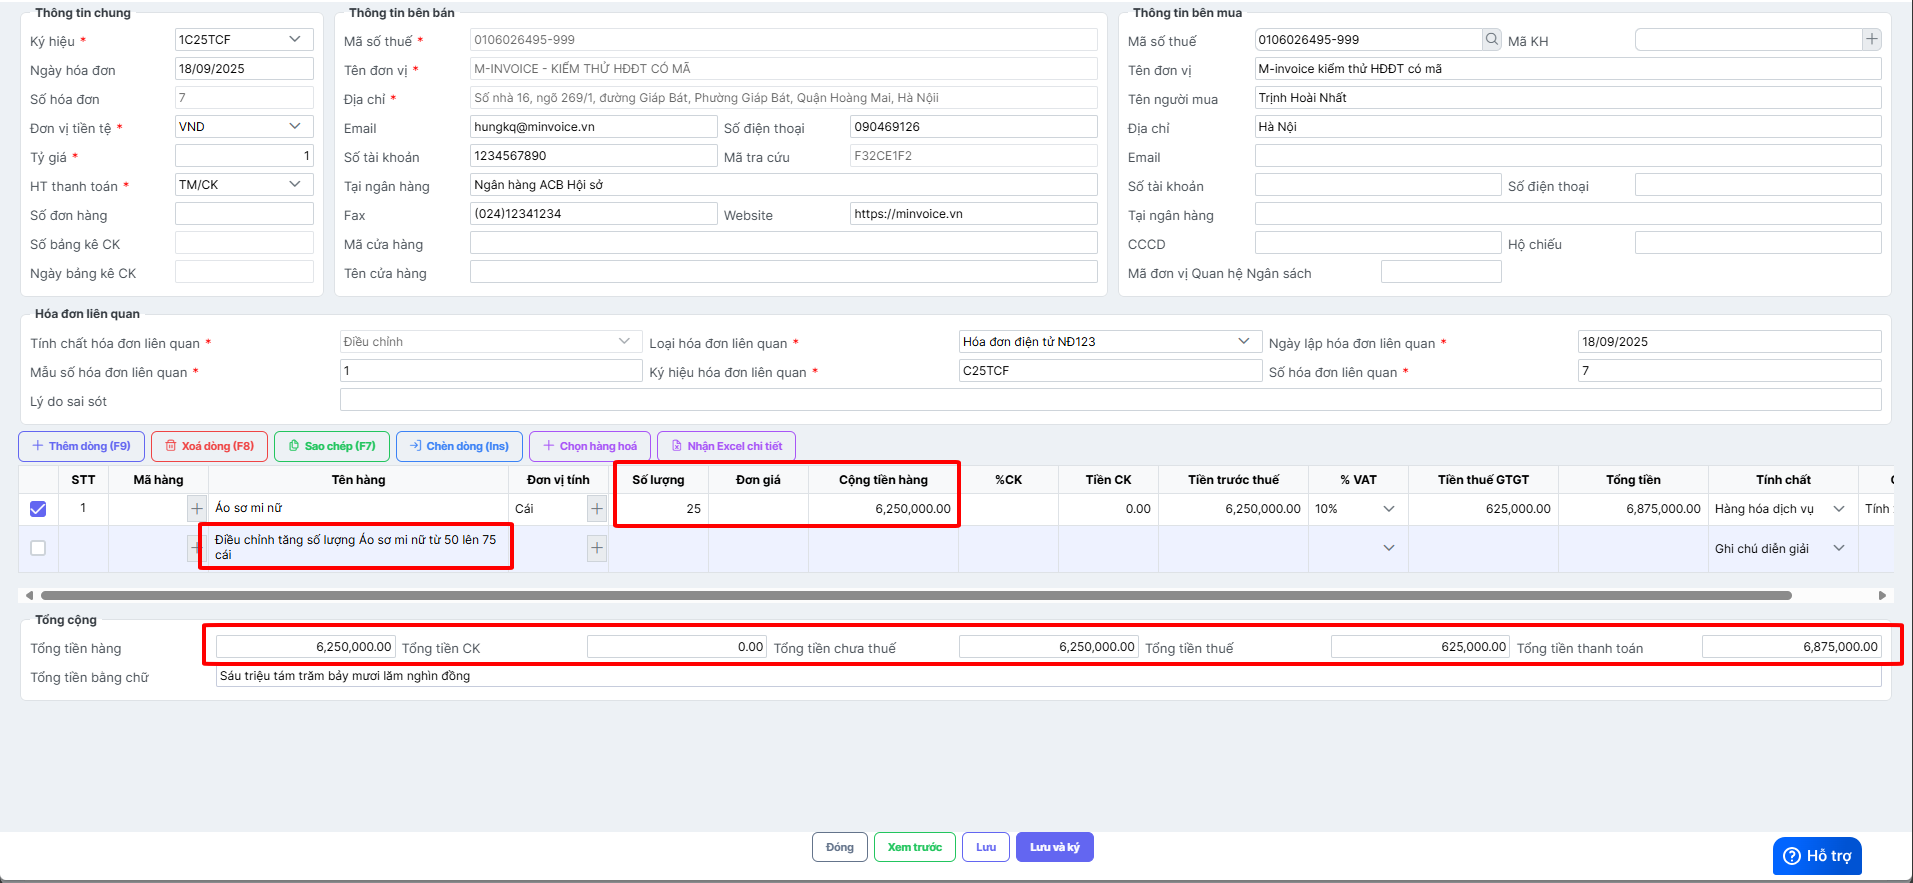 Thông tin chung
Ký hiệu * 1C25TCF
Ngày hóa đơn 18/09/2025
Số hóa đơn 7
Đơn vị tiền tệ * VND
Tỷ giá * 1
HT thanh toán * TM/CK
Số đơn hàng
Số bảng kê CK
Ngày bảng kê CK
Thông tin bên bán
Mã số thuế * 0106026495-999
Tên đơn vị * M-INVOICE - KIỂM THỬ HĐĐT CÓ MÃ
Địa chỉ * Số nhà 16, ngõ 269/1, đường Giáp Bát, Phường Giáp Bát, Quận Hoàng Mai, Hà Nộii
Email hungkq@minvoice.vn Số điện thoại 090469126
Số tài khoản 1234567890 Mã tra cứu F32CE1F2
Tại ngân hàng Ngân hàng ACB Hội sở
Fax (024)12341234 Website https://minvoice.vn
Mã cửa hàng
Tên cửa hàng
Thông tin bên mua
Mã số thuế 0106026495-999 Mã KH
Tên đơn vị M-invoice kiểm thử HĐĐT có mã
Tên người mua Trịnh Hoài Nhất
Địa chỉ Hà Nội
Email
Số tài khoản Số điện thoại
Tại ngân hàng
CCCD Hộ chiếu
Mã đơn vị Quan hệ Ngân sách
Hóa đơn liên quan
Tính chất hóa đơn liên quan * Điều chỉnh Loại hóa đơn liên quan * Hóa đơn điện tử NĐ123 Ngày lập hóa đơn liên quan * 18/09/2025
Mẫu số hóa đơn liên quan * 1 Ký hiệu hóa đơn liên quan * C25TCF Số hóa đơn liên quan * 7
Lý do sai sót
Thêm dòng (F9) Xoá dòng (F8) Sao chép (F7) Chèn dòng (Ins) Chọn hàng hoá Nhận Excel chi tiết
STT Mã hàng Tên hàng Đơn vị tính Số lượng Đơn giá Cộng tiền hàng %CK Tiền CK Tiền trước thuế % VAT Tiền thuế GTGT Tổng tiền Tính chất
1 Áo sơ mi nữ Cái 25 6,250,000.00 0.00 6,250,000.00 10% 625,000.00 6,875,000.00 Hàng hóa dịch vụ Tính
Điều chỉnh tăng số lượng Áo sơ mi nữ từ 50 lên 75
cái
Ghi chú diễn giải
Tổng cộng
Tổng tiền hàng 6,250,000.00 Tổng tiền CK 0.00 Tổng tiền chưa thuế 6,250,000.00 Tổng tiền thuế 625,000.00 Tổng tiền thanh toán 6,875,000.00
Tổng tiền bằng chữ Sáu triệu tám trăm bảy mươi lăm nghìn đồng
Đóng Xem trước Lưu Lưu và ký
Hỗ trợ